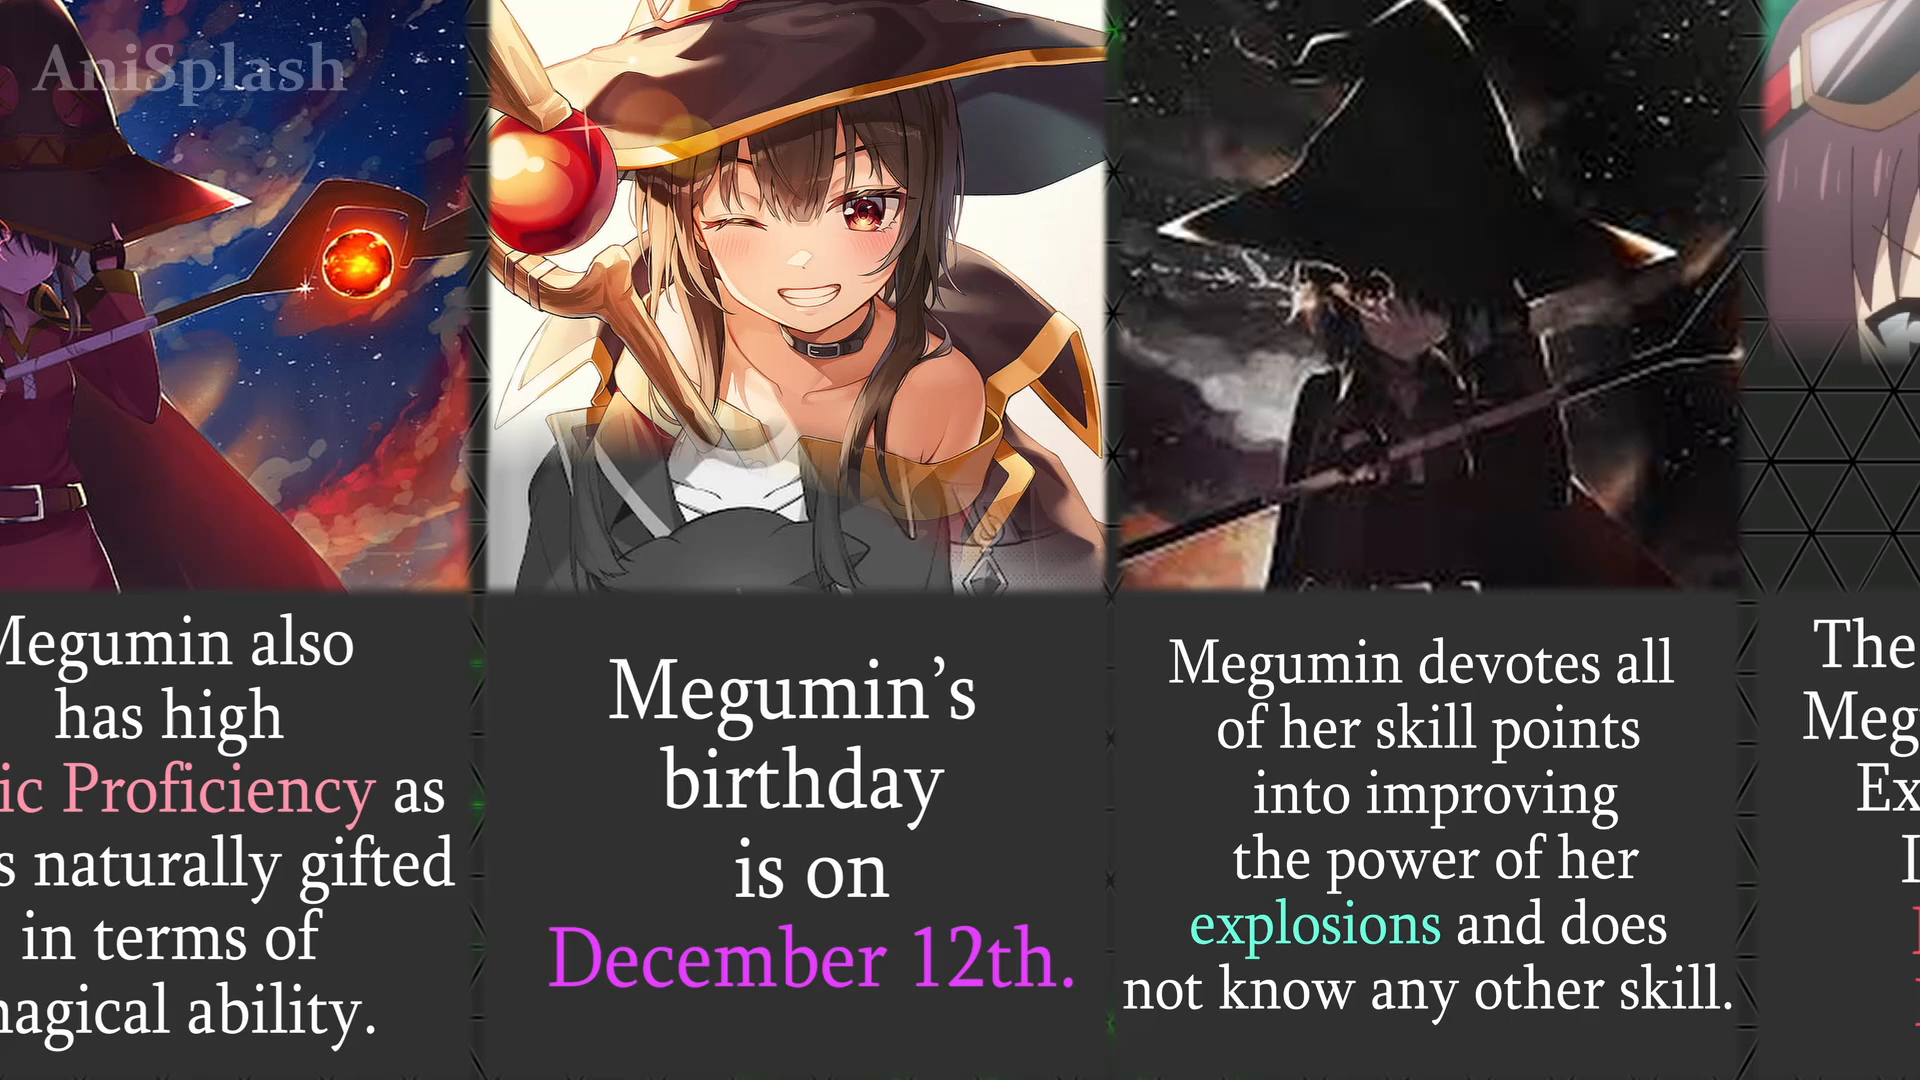 AniSplash
Megumin also
has high
ic Proficiency as
s naturally gifted
in terms of
magical ability.
Megumin’s
birthday
is on
December 12th.
Megumin devotes all
of her skill points
into improving
the power of her
explosions and does
not know any other skill.
The
Meg
Ex